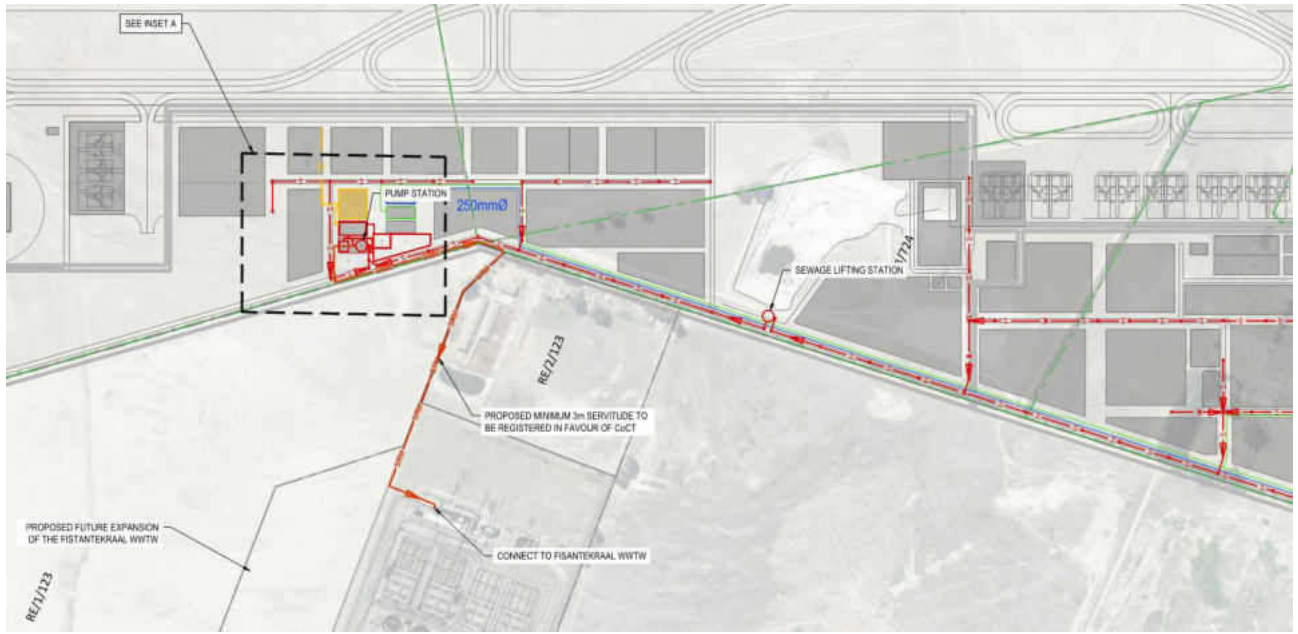 SEE INSET A
PUMP STATION
250mmØ
1/724
SEWAGE LIFTING STATION
RE/2/123
PROPOSED MINIMUM 3m SERVITUDE TO
BE REGISTERED IN FAVOUR OF CoCT
PROPOSED FUTURE EXPANSION
OF THE FISTANTEKRAAL WWTW
CONNECT TO FISANTEKRAAL WWTW
RE/1/123